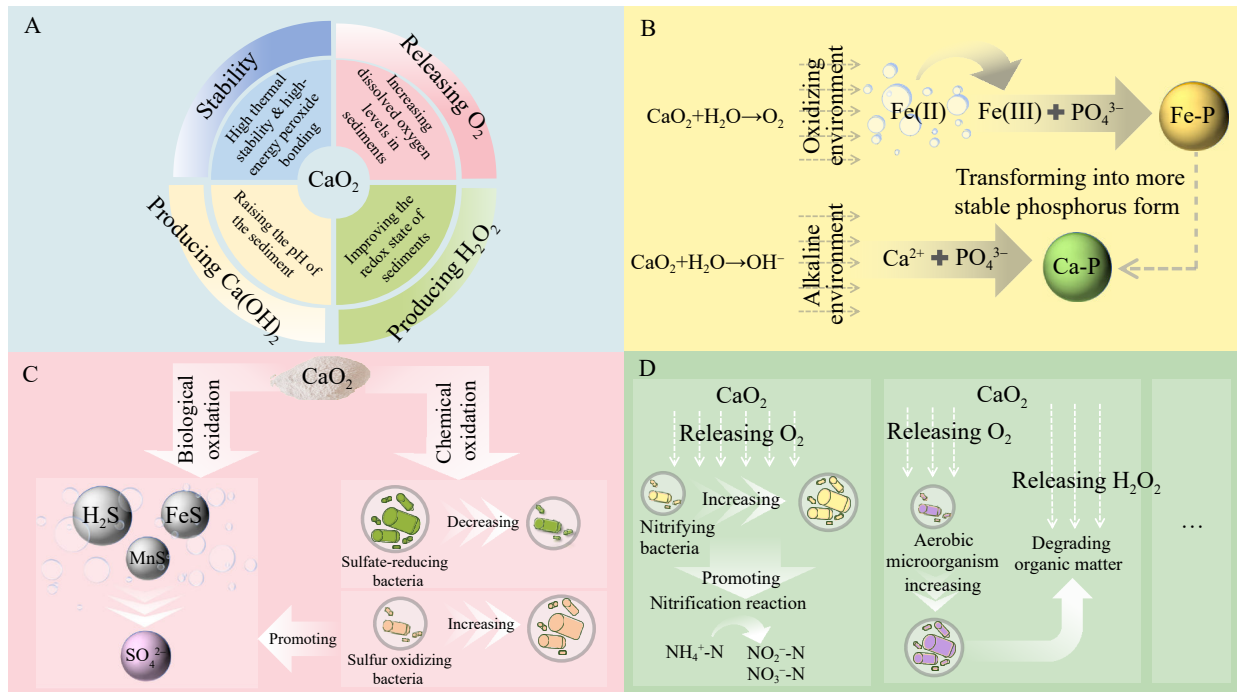 A
Stability
High thermal
stability & high-
energy peroxide
bonding
Releasing O₂
Increasing
dissolved oxygen
levels in
sediments
CaO₂
Producing Ca(OH)₂
Raising the pH of
the sediment
Producing H₂O₂
Improving the
redox state of
sediments
B
CaO₂+H₂O→O₂
Oxidizing
environment
Fe(II)
Fe(III) + PO₄³⁻
Fe-P
Transforming into more
stable phosphorus form
CaO₂+H₂O→OH⁻
Alkaline
environment
Ca²⁺ + PO₄³⁻
Ca-P
C
CaO₂
Biological
oxidation
Chemical
oxidation
H₂S
FeS
MnS
SO₄²⁻
Decreasing
Sulfate-reducing
bacteria
Promoting
Increasing
Sulfur oxidizing
bacteria
D
CaO₂
Releasing O₂
Increasing
Nitrifying
bacteria
Promoting
Nitrification reaction
NH₄⁺-N
NO₂⁻-N
NO₃⁻-N
CaO₂
Releasing O₂
Releasing H₂O₂
Aerobic
microorganism
increasing
Degrading
organic matter
…